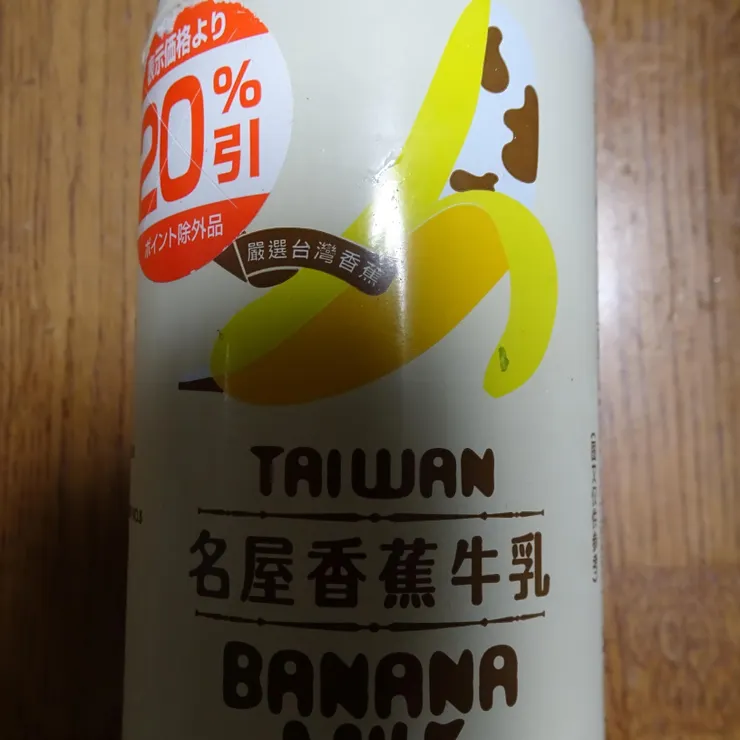 表示価格より
20%引
ポイント除外品
嚴選台灣香蕉
TAIWAN
名屋香蕉牛乳
BANANA
MILK